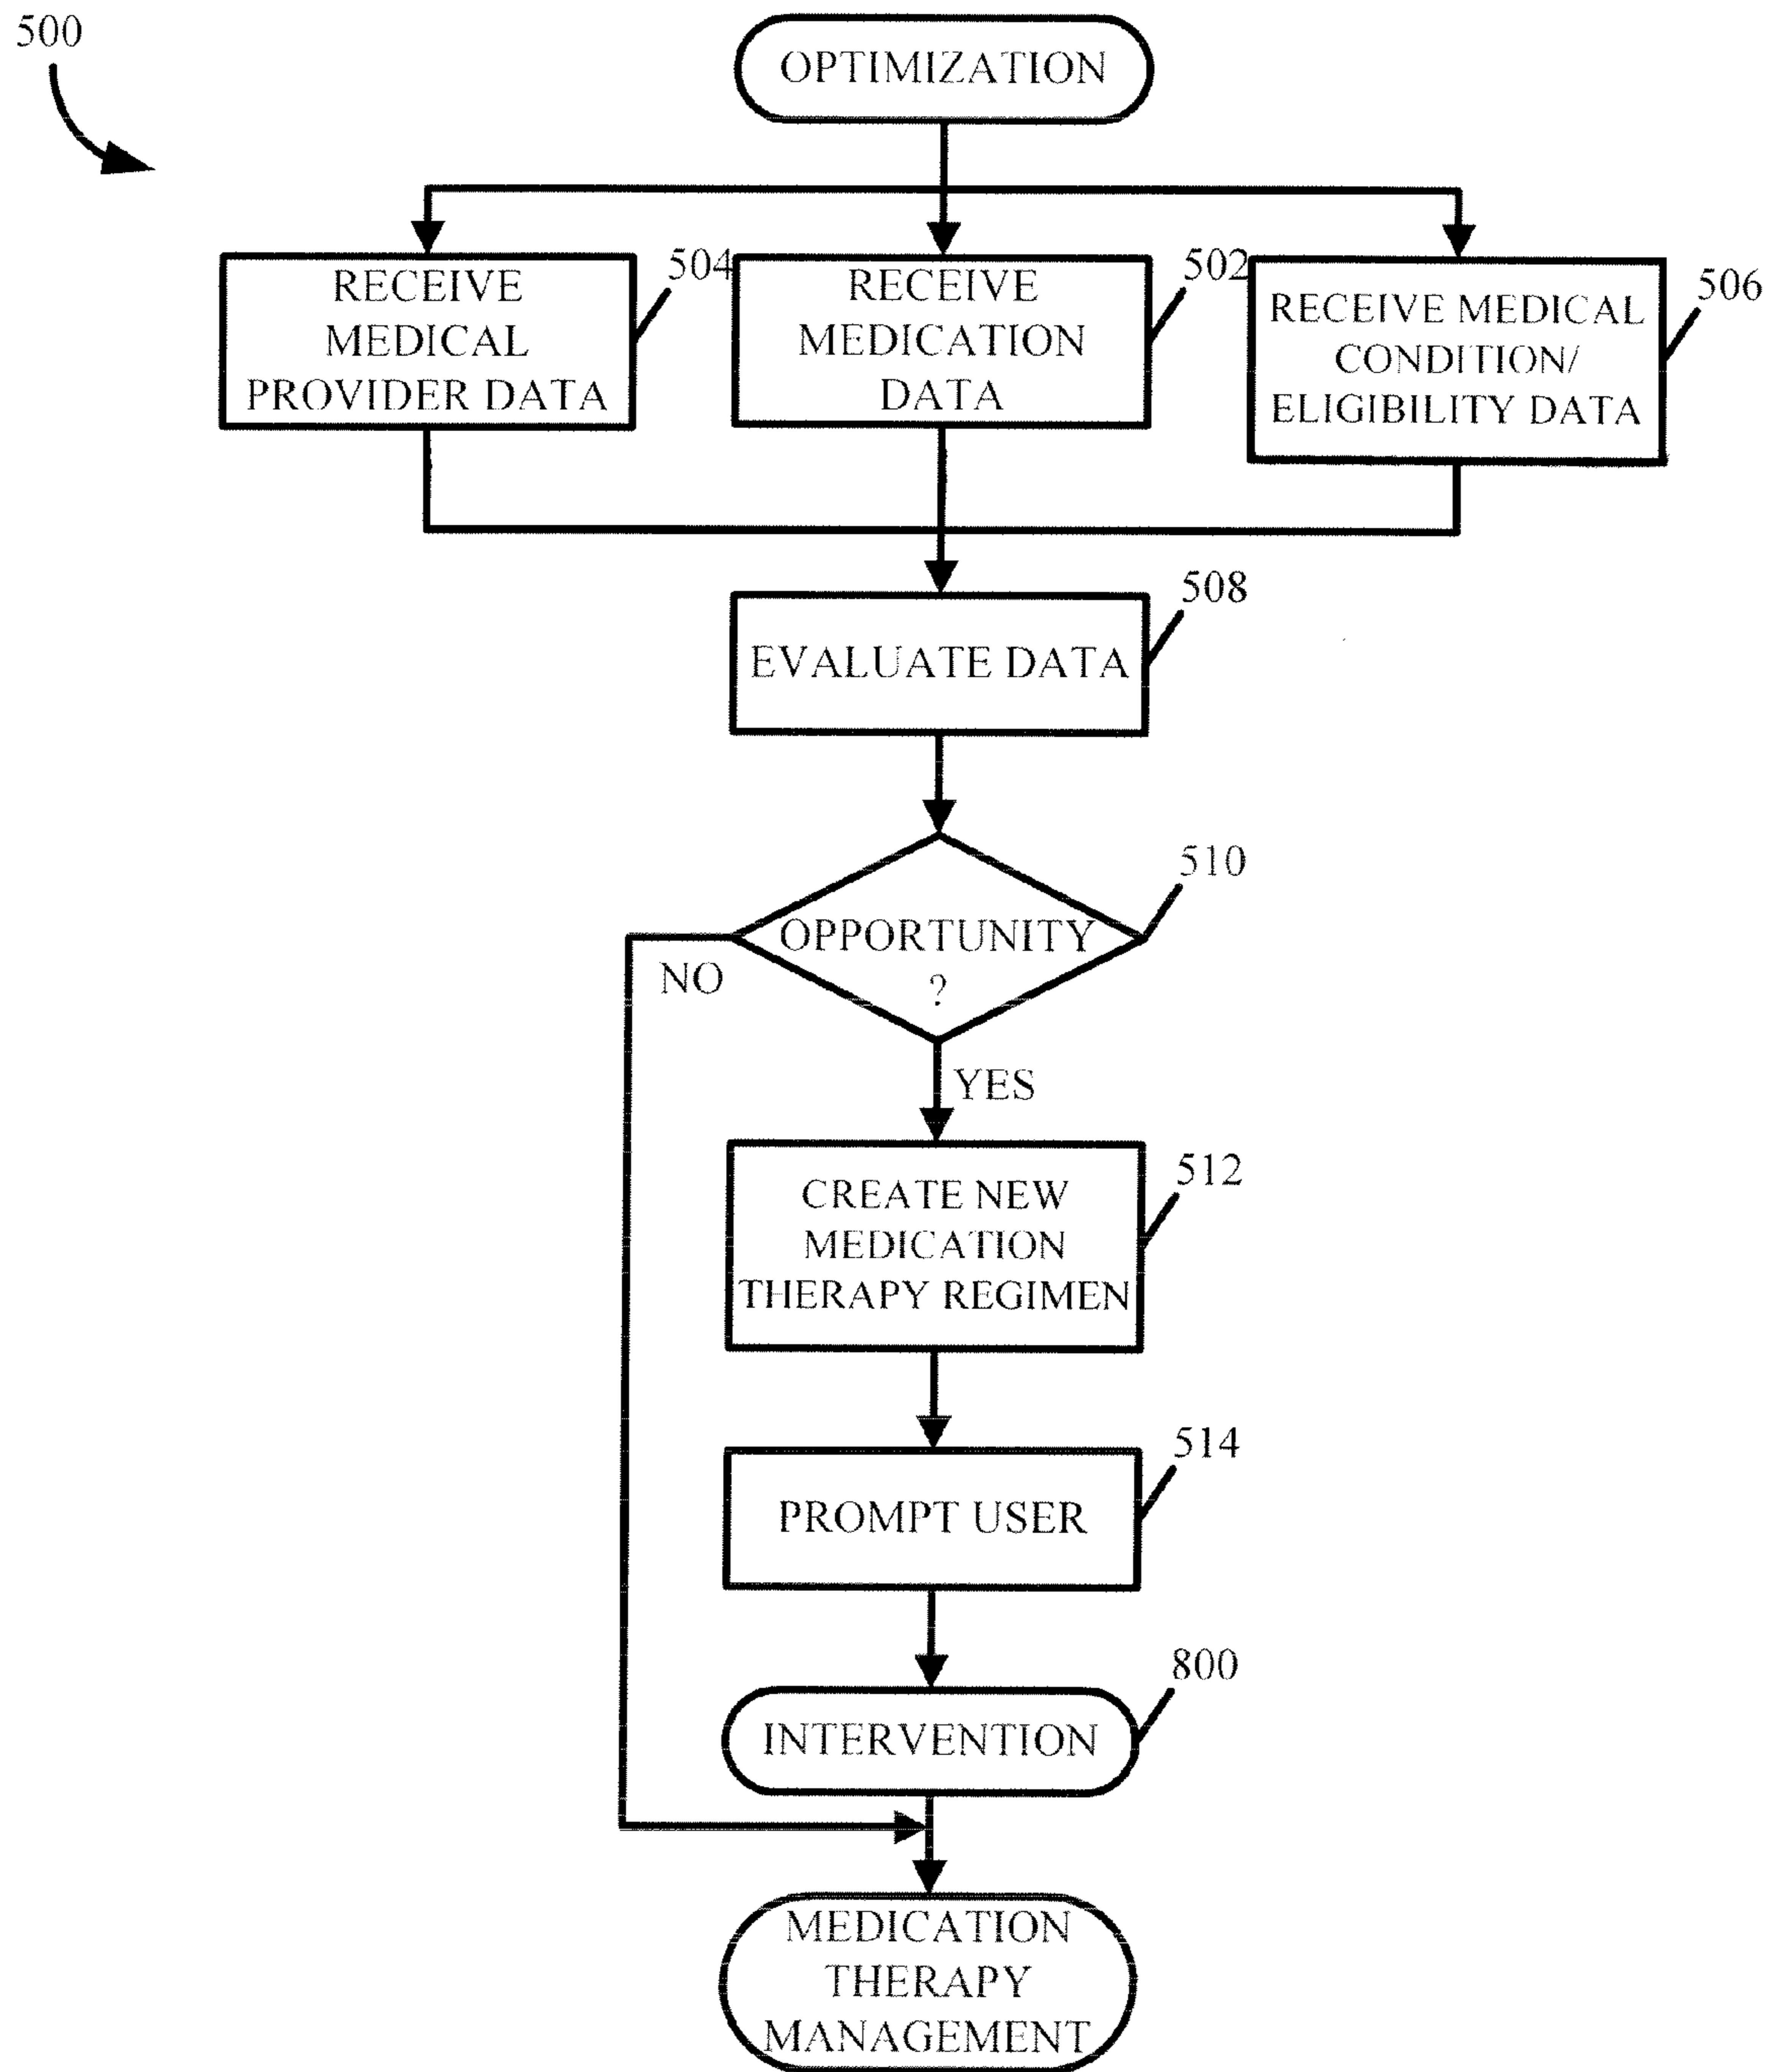 500
OPTIMIZATION
504
RECEIVE
MEDICAL
PROVIDER DATA
502
RECEIVE
MEDICATION
DATA
506
RECEIVE MEDICAL
CONDITION/
ELIGIBILITY DATA
508
EVALUATE DATA
510
OPPORTUNITY
?
NO
YES
512
CREATE NEW
MEDICATION
THERAPY REGIMEN
514
PROMPT USER
800
INTERVENTION
MEDICATION
THERAPY
MANAGEMENT